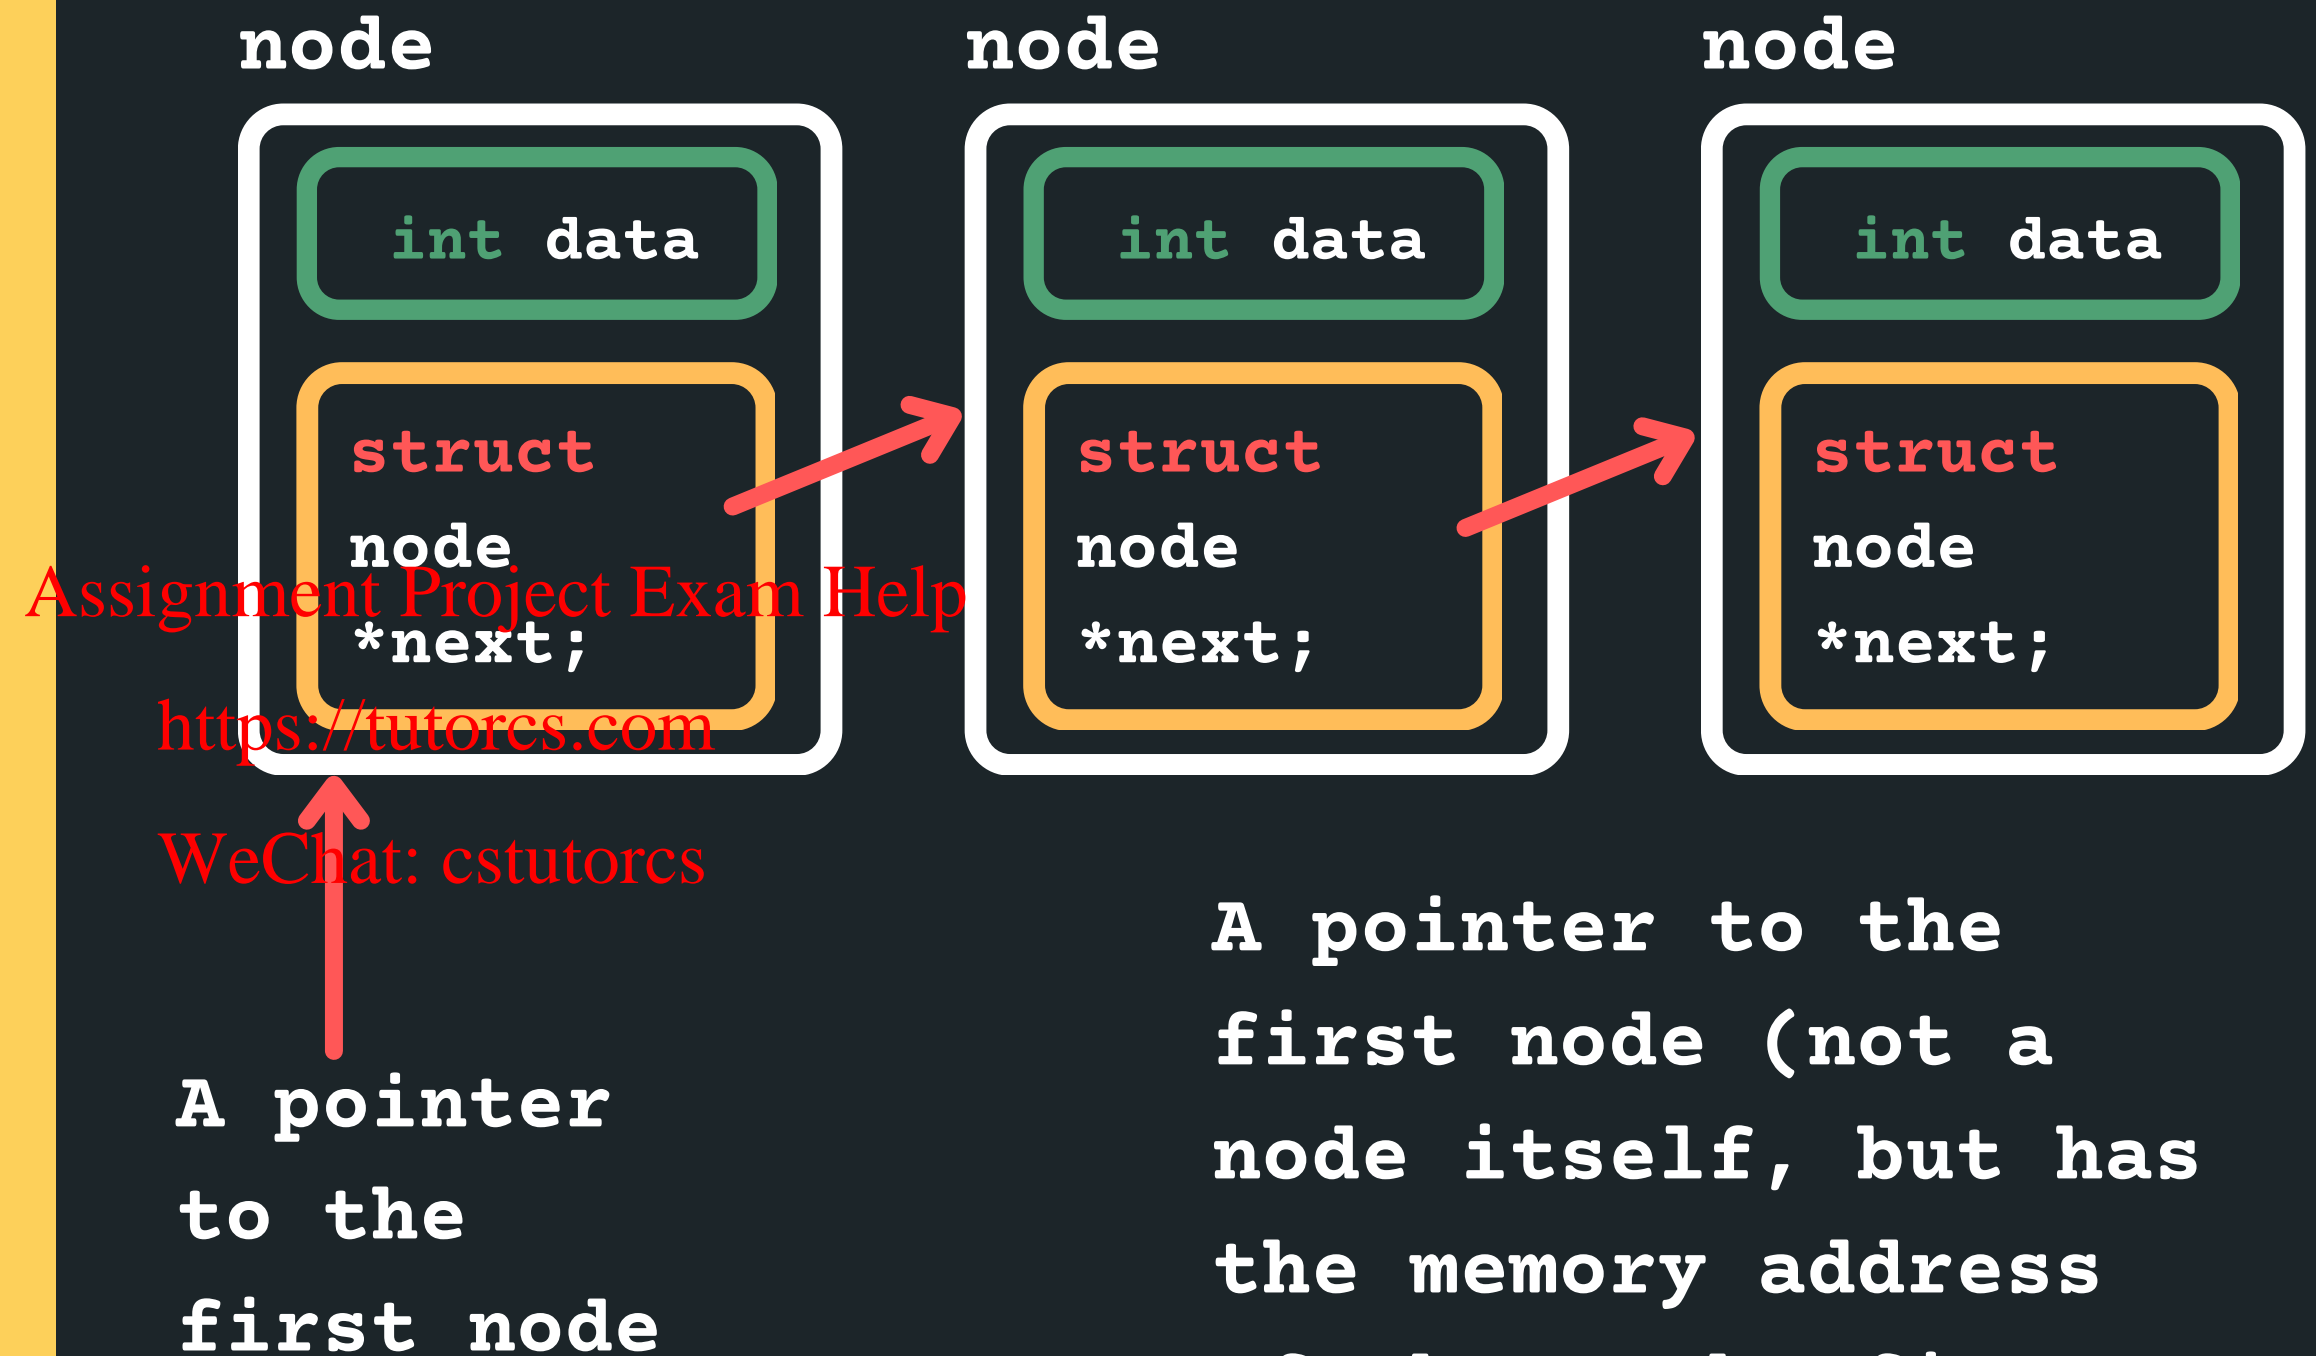 node
node
node
int data
int data
int data
struct
node
*next;
struct
node
*next;
struct
node
*next;
Assignment Project Exam Help
https://tutorcs.com
WeChat: cstutorcs
A pointer
to the
first node
A pointer to the
first node (not a
node itself, but has
the memory address